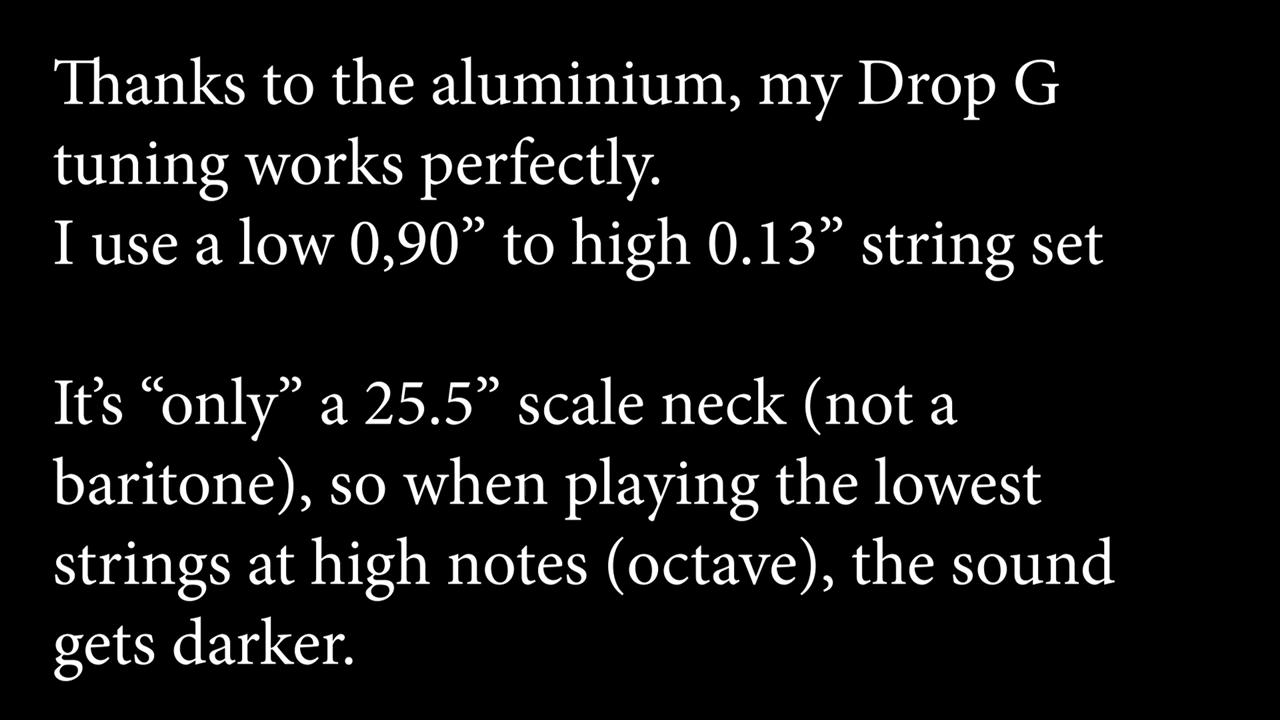 Thanks to the aluminium, my Drop G
tuning works perfectly.
I use a low 0,90” to high 0.13” string set
It’s “only” a 25.5” scale neck (not a
baritone), so when playing the lowest
strings at high notes (octave), the sound
gets darker.